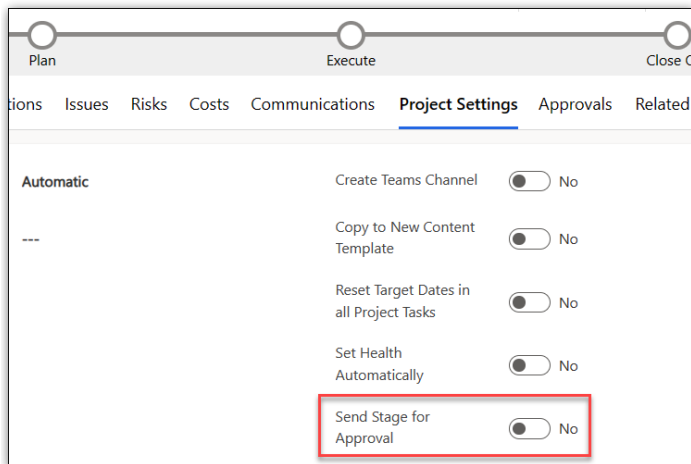 Plan
Execute
Close
Issues Risks Costs Communications Project Settings Approvals Related
Automatic
Create Teams Channel No
---
Copy to New Content
Template
No
Reset Target Dates in
all Project Tasks
No
Set Health
Automatically
No
Send Stage for
Approval
No